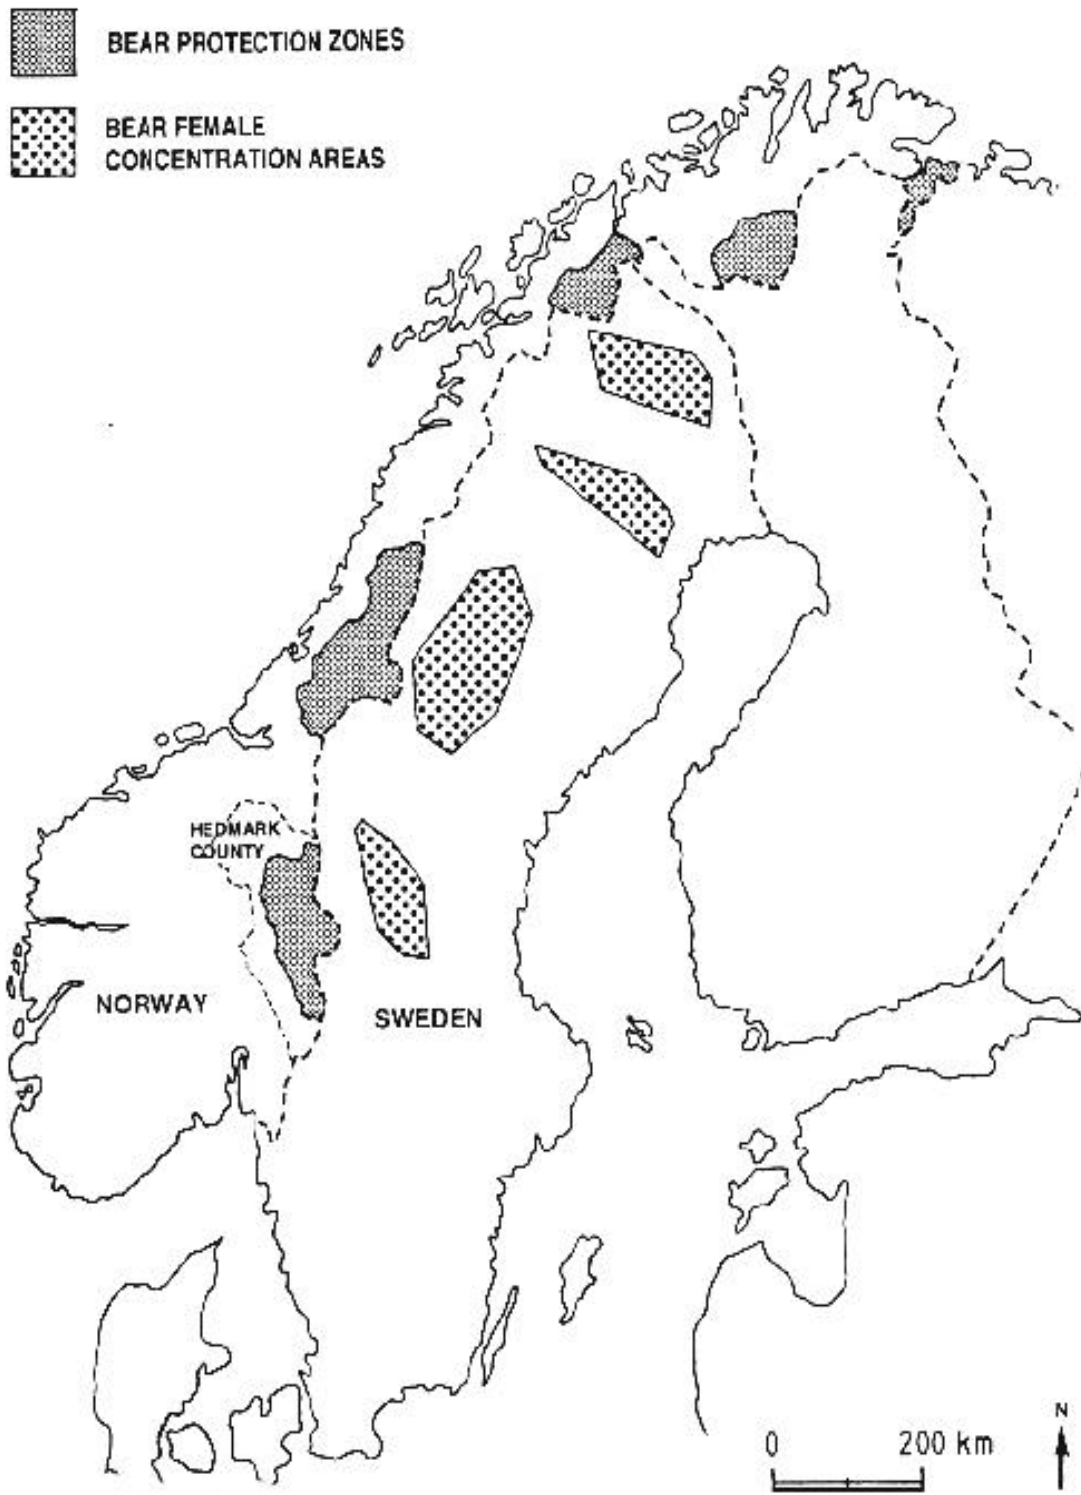 BEAR PROTECTION ZONES
BEAR FEMALE
CONCENTRATION AREAS
HEDMARK
COUNTY
NORWAY
SWEDEN
N
0 200 km